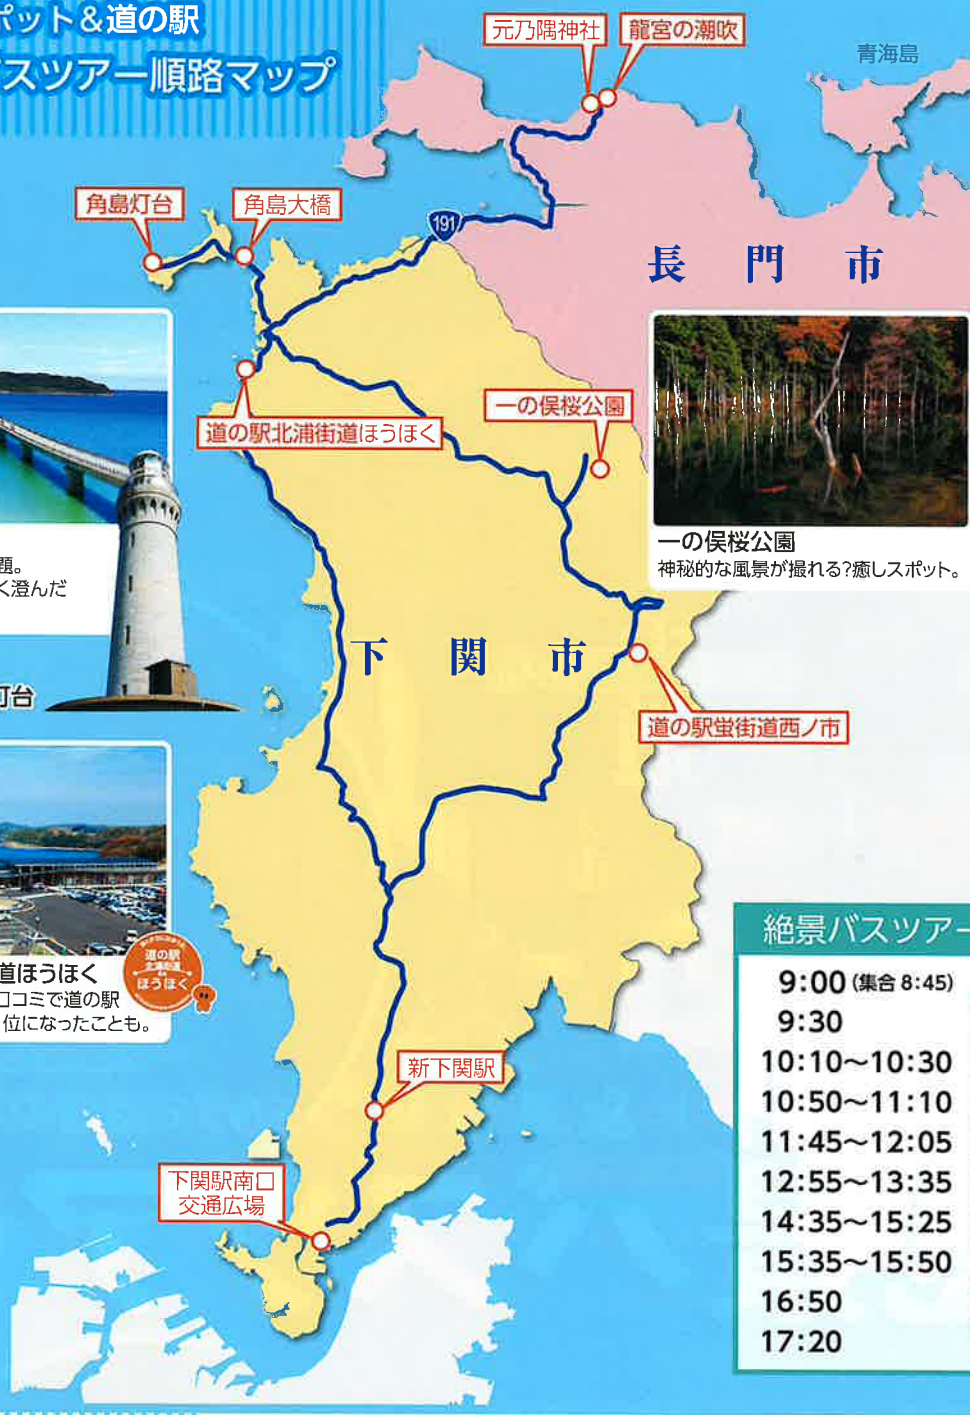 ポット&道の駅
バスツアー順路マップ
元乃隅神社
龍宮の潮吹
青海島
角島灯台
角島大橋
191
長門市
道の駅北浦街道ほうほく
一の俣桜公園
一の俣桜公園
神秘的な風景が撮れる?癒しスポット。
題。
く澄んだ
灯台
下関市
道の駅蛍街道西ノ市
道ほうほく
口コミで道の駅
位になったことも。
道の駅
北浦街道
ほうほく
新下関駅
下関駅南口
交通広場
絶景バスツアー
9:00 (集合 8:45)
9:30
10:10〜10:30
10:50〜11:10
11:45〜12:05
12:55〜13:35
14:35〜15:25
15:35〜15:50
16:50
17:20